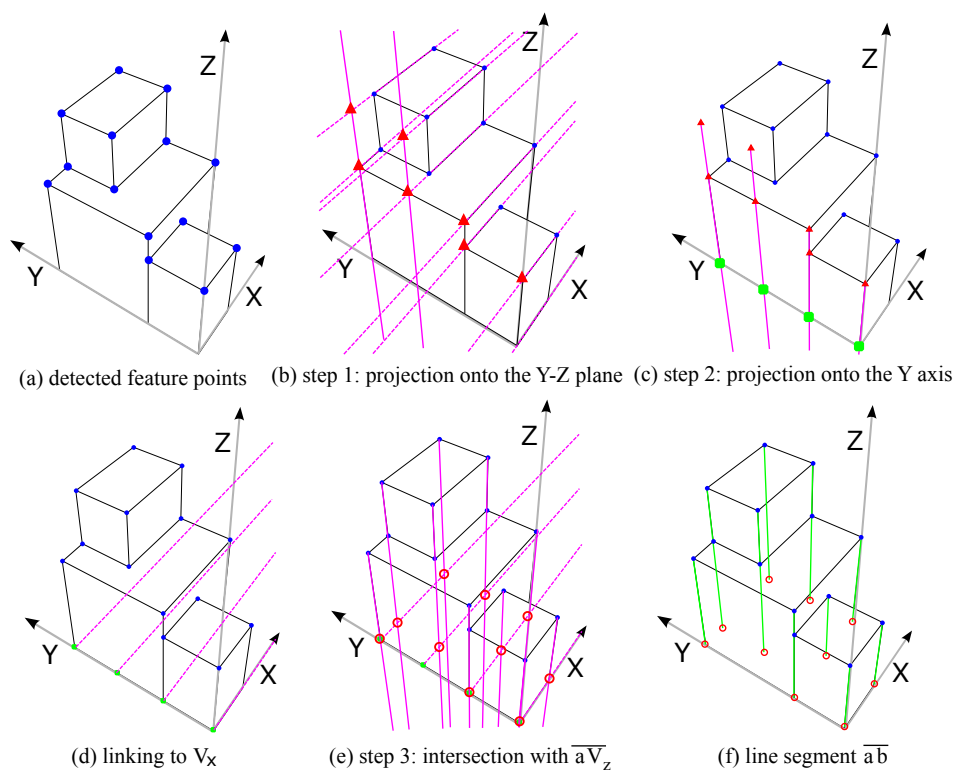 Z
Y
X
(a) detected feature points
Z
Y
X
(b) step 1: projection onto the Y-Z plane
Z
Y
X
(c) step 2: projection onto the Y axis
Z
Y
X
(d) linking to Vx
Z
Y
X
(e) step 3: intersection with aVz
Z
Y
X
(f) line segment ab